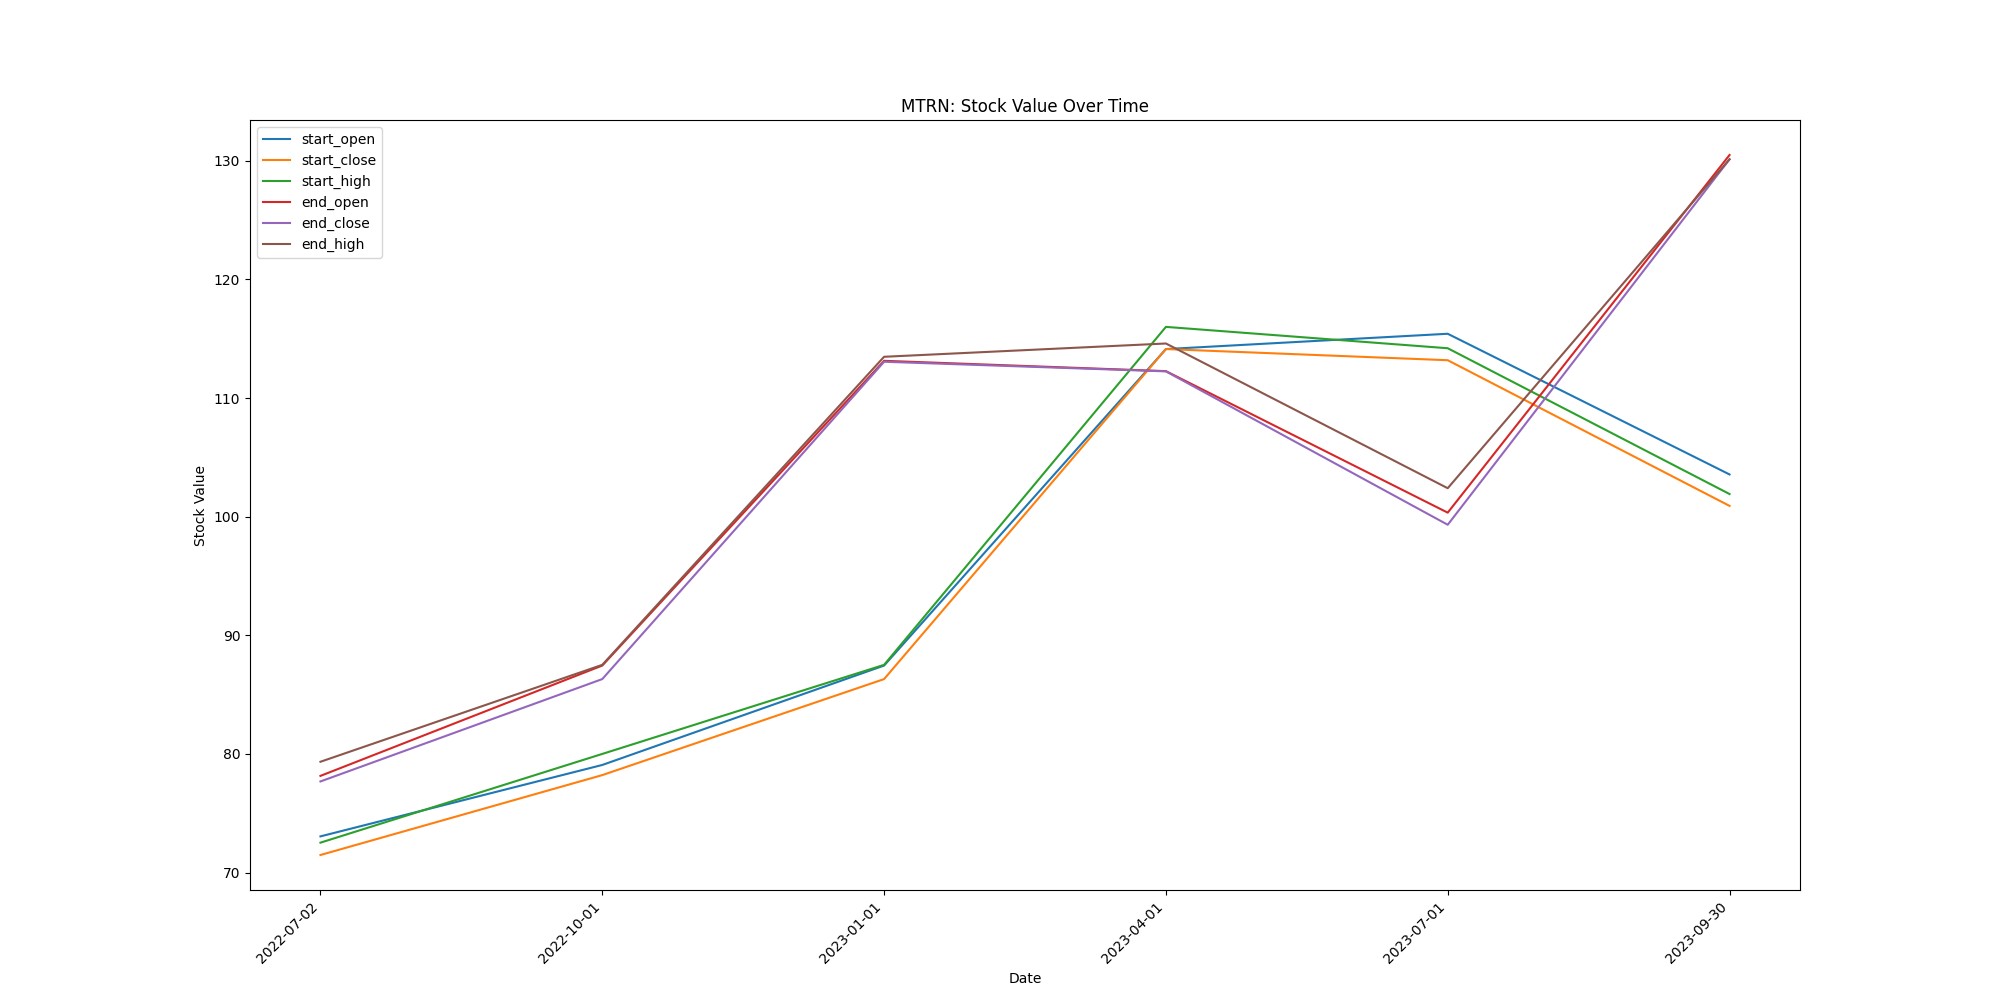 MTRN: Stock Value Over Time
start_open
start_close
start_high
end_open
end_close
end_high
130
120
110
100
90
80
70
Stock Value
2022-07-02
2022-10-01
2023-01-01
2023-04-01
2023-07-01
2023-09-30
Date